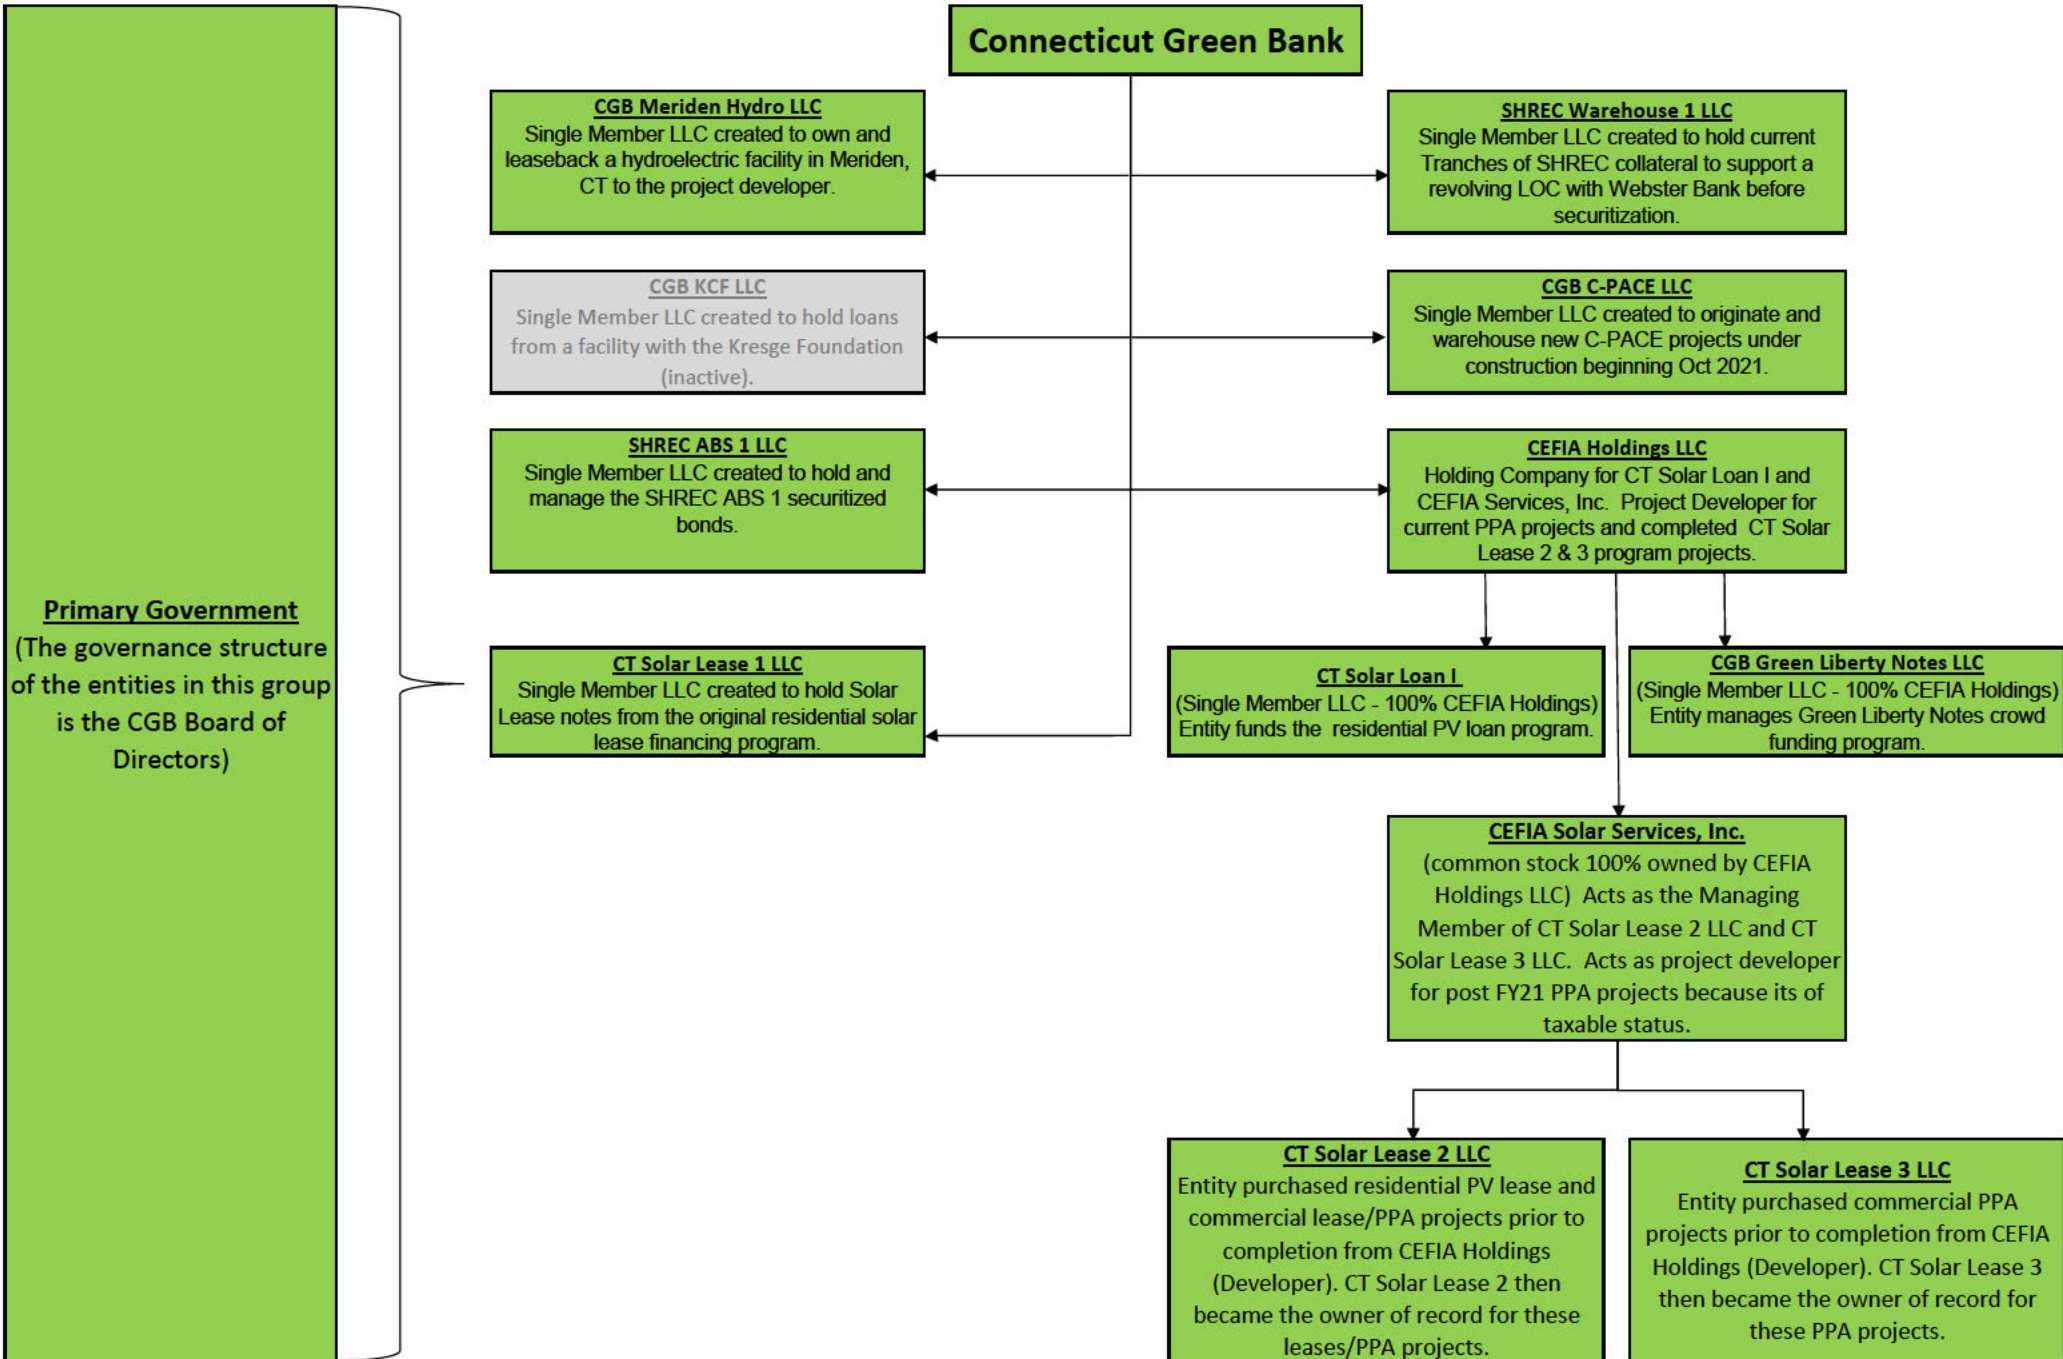 Connecticut Green Bank
Primary Government
(The governance structure
of the entities in this group
is the CGB Board of
Directors)
CGB Meriden Hydro LLC
Single Member LLC created to own and
leaseback a hydroelectric facility in Meriden,
CT to the project developer.
SHREC Warehouse 1 LLC
Single Member LLC created to hold current
Tranches of SHREC collateral to support a
revolving LOC with Webster Bank before
securitization.
CGB KCF LLC
Single Member LLC created to hold loans
from a facility with the Kresge Foundation
(inactive).
CGB C-PACE LLC
Single Member LLC created to originate and
warehouse new C-PACE projects under
construction beginning Oct 2021.
SHREC ABS 1 LLC
Single Member LLC created to hold and
manage the SHREC ABS 1 securitized
bonds.
CEFIA Holdings LLC
Holding Company for CT Solar Loan I and
CEFIA Services, Inc. Project Developer for
current PPA projects and completed CT Solar
Lease 2 & 3 program projects.
CT Solar Lease 1 LLC
Single Member LLC created to hold Solar
Lease notes from the original residential solar
lease financing program.
CT Solar Loan I
(Single Member LLC - 100% CEFIA Holdings)
Entity funds the residential PV loan program.
CGB Green Liberty Notes LLC
(Single Member LLC - 100% CEFIA Holdings)
Entity manages Green Liberty Notes crowd
funding program.
CEFIA Solar Services, Inc.
(common stock 100% owned by CEFIA
Holdings LLC) Acts as the Managing
Member of CT Solar Lease 2 LLC and CT
Solar Lease 3 LLC. Acts as project developer
for post FY21 PPA projects because its of
taxable status.
CT Solar Lease 2 LLC
Entity purchased residential PV lease and
commercial lease/PPA projects prior to
completion from CEFIA Holdings
(Developer). CT Solar Lease 2 then
became the owner of record for these
leases/PPA projects.
CT Solar Lease 3 LLC
Entity purchased commercial PPA
projects prior to completion from CEFIA
Holdings (Developer). CT Solar Lease 3
then became the owner of record for
these PPA projects.